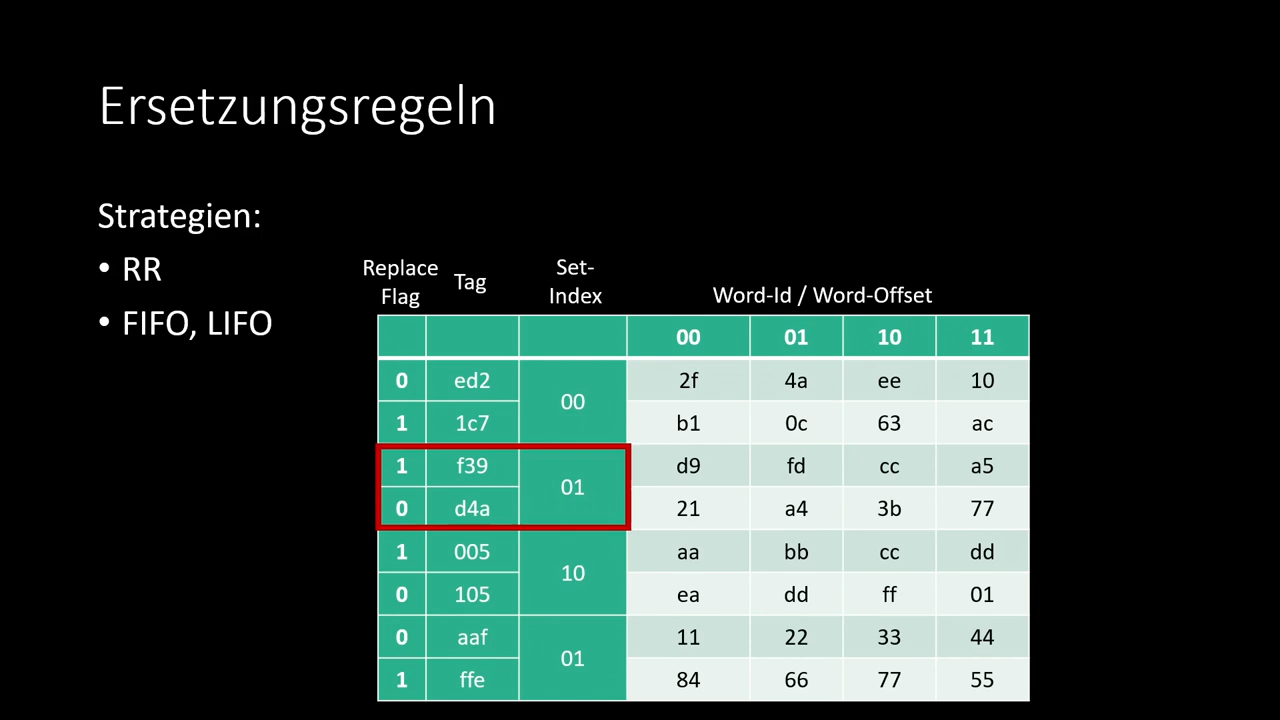 Ersetzungsregeln
Strategien:
• RR
• FIFO, LIFO
Replace Flag Tag Set-Index Word-Id / Word-Offset
00 01 10 11
0 ed2 00 2f 4a ee 10
1 1c7 b1 0c 63 ac
1 f39 01 d9 fd cc a5
0 d4a 21 a4 3b 77
1 005 10 aa bb cc dd
0 105 ea dd ff 01
0 aaf 01 11 22 33 44
1 ffe 84 66 77 55